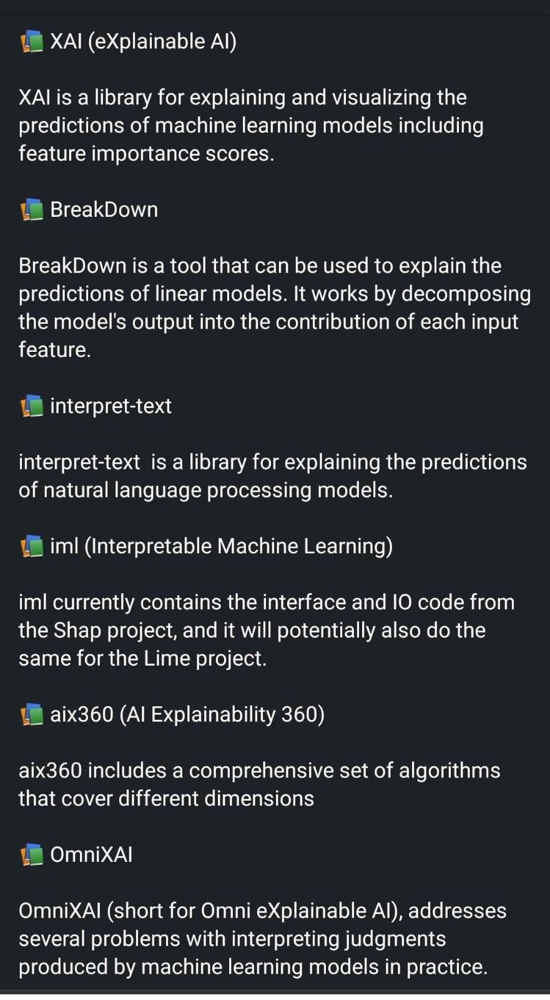 📚 XAI (eXplainable AI)
XAI is a library for explaining and visualizing the
predictions of machine learning models including
feature importance scores.
📚 BreakDown
BreakDown is a tool that can be used to explain the
predictions of linear models. It works by decomposing
the model's output into the contribution of each input
feature.
📚 interpret-text
interpret-text  is a library for explaining the predictions
of natural language processing models.
📚 iml (Interpretable Machine Learning)
iml currently contains the interface and IO code from
the Shap project, and it will potentially also do the
same for the Lime project.
📚 aix360 (AI Explainability 360)
aix360 includes a comprehensive set of algorithms
that cover different dimensions
📚 OmniXAI
OmniXAI (short for Omni eXplainable AI), addresses
several problems with interpreting judgments
produced by machine learning models in practice.